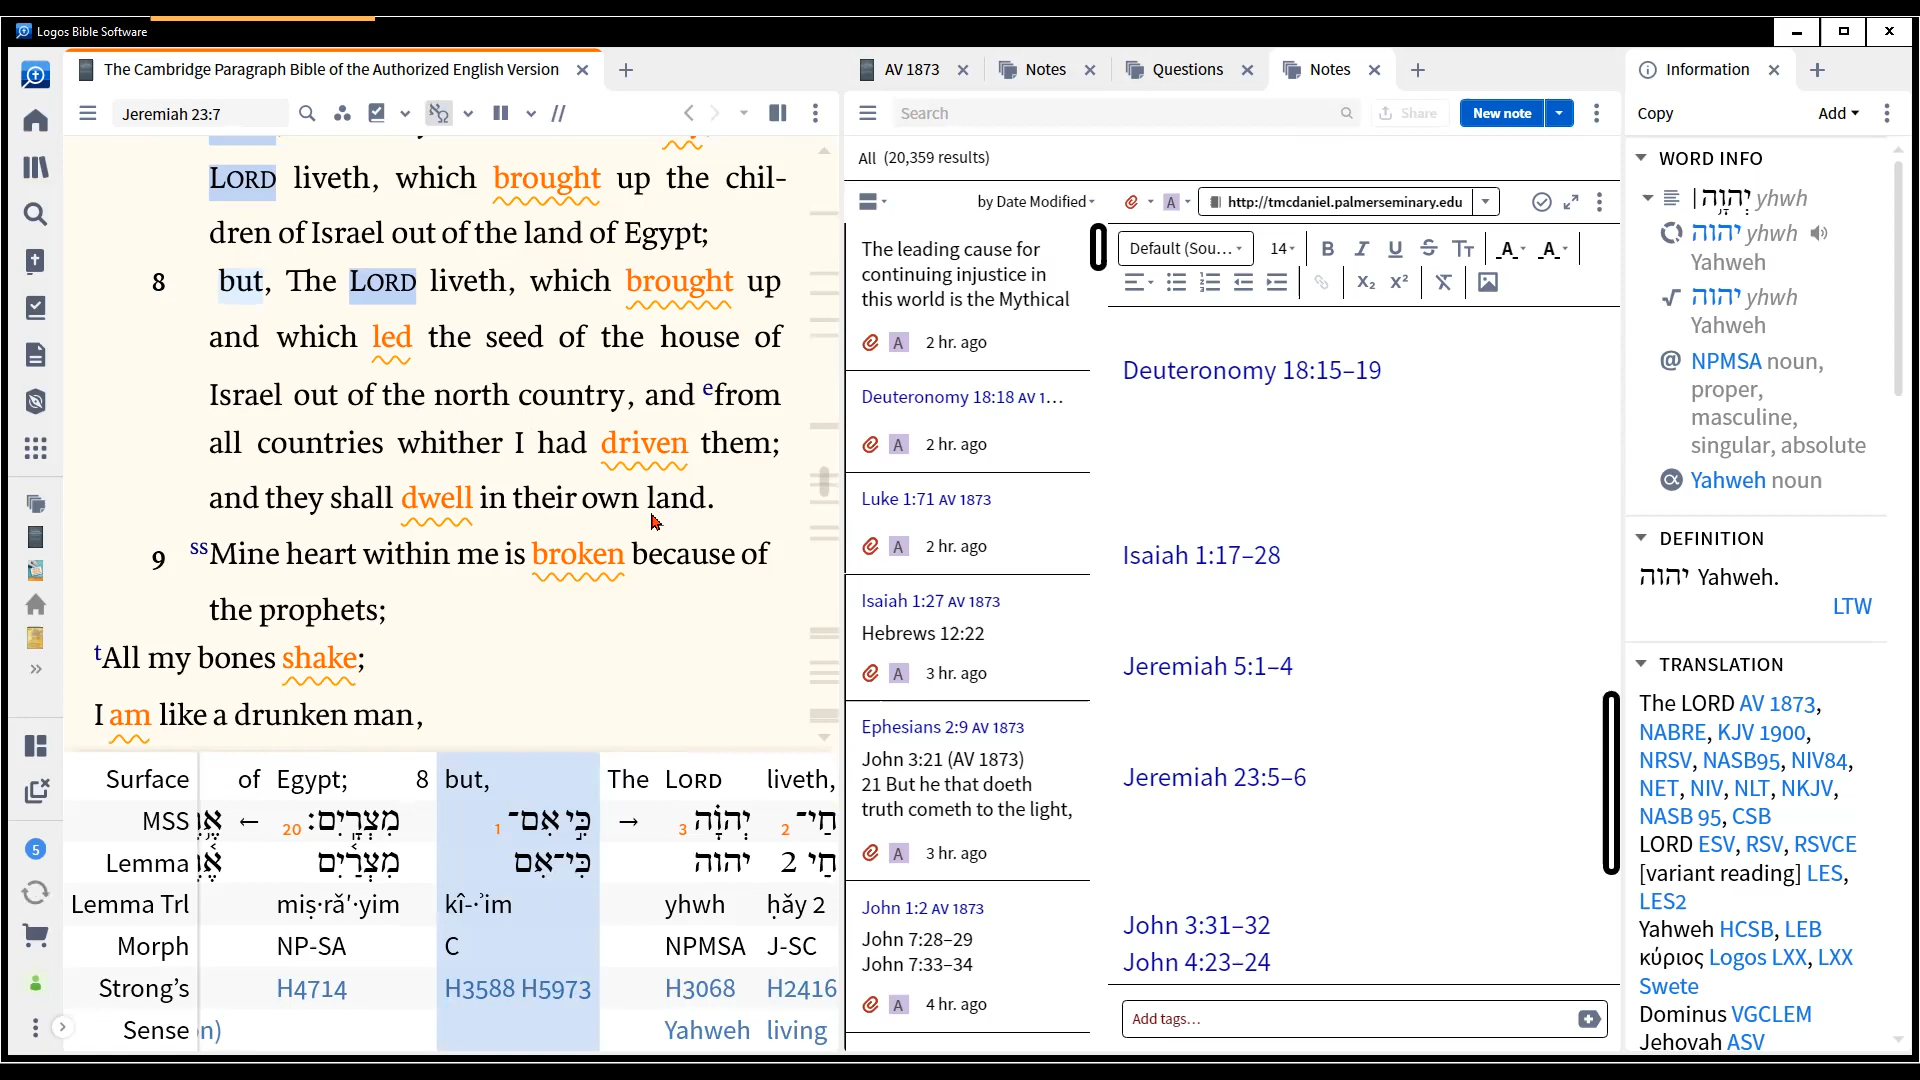 Logos Bible Software
The Cambridge Paragraph Bible of the Authorized English Version
Jeremiah 23:7
LORD liveth, which brought up the chil-
dren of Israel out of the land of Egypt;
8 but, The LORD liveth, which brought up
and which led the seed of the house of
Israel out of the north country, and efrom
all countries whither I had driven them;
and they shall dwell in their own land.
9 ssMine heart within me is broken because of
the prophets;
tAll my bones shake;
I am like a drunken man,
Surface of Egypt; 8 but, The LORD liveth,
MSS ← 20 מִצְרָֽיִם׃ 1 כִּ֣י אִם־ → 3 יְהוָ֗ה 2 חַי־
Lemma מִצְרַ֫יִם כִּי־אִם יהוה חַי 2
Lemma Trl miṣ·rǎʹ·yim kî-·ʾim yhwh ḥǎy 2
Morph NP-SA C NPMSA J-SC
Strong's H4714 H3588 H5973 H3068 H2416
Sense n) Yahweh living
5
AV 1873
Notes
Questions
Notes
Search
Share
New note
All (20,359 results)
by Date Modified
The leading cause for
continuing injustice in
this world is the Mythical
A 2 hr. ago
Deuteronomy 18:18 AV 1…
A 2 hr. ago
Luke 1:71 AV 1873
A 2 hr. ago
Isaiah 1:27 AV 1873
Hebrews 12:22
A 3 hr. ago
Ephesians 2:9 AV 1873
John 3:21 (AV 1873)
21 But he that doeth
truth cometh to the light,
A 3 hr. ago
John 1:2 AV 1873
John 7:28–29
John 7:33–34
A 4 hr. ago
A http://tmcdaniel.palmerseminary.edu
Default (Sou... 14 B I U S Tt A A
X₂ X²
Deuteronomy 18:15–19
Isaiah 1:17–28
Jeremiah 5:1–4
Jeremiah 23:5–6
John 3:31–32
John 4:23–24
Add tags…
Information
Copy Add
WORD INFO
יְהוָ֤ה| yhwh
יהוה yhwh
Yahweh
יהוה yhwh
Yahweh
@ NPMSA noun,
proper,
masculine,
singular, absolute
Yahweh noun
DEFINITION
יהוה Yahweh.
LTW
TRANSLATION
The LORD AV 1873,
NABRE, KJV 1900,
NRSV, NASB95, NIV84,
NET, NIV, NLT, NKJV,
NASB 95, CSB
LORD ESV, RSV, RSVCE
[variant reading] LES,
LES2
Yahweh HCSB, LEB
κύριος Logos LXX, LXX
Swete
Dominus VGCLEM
Jehovah ASV